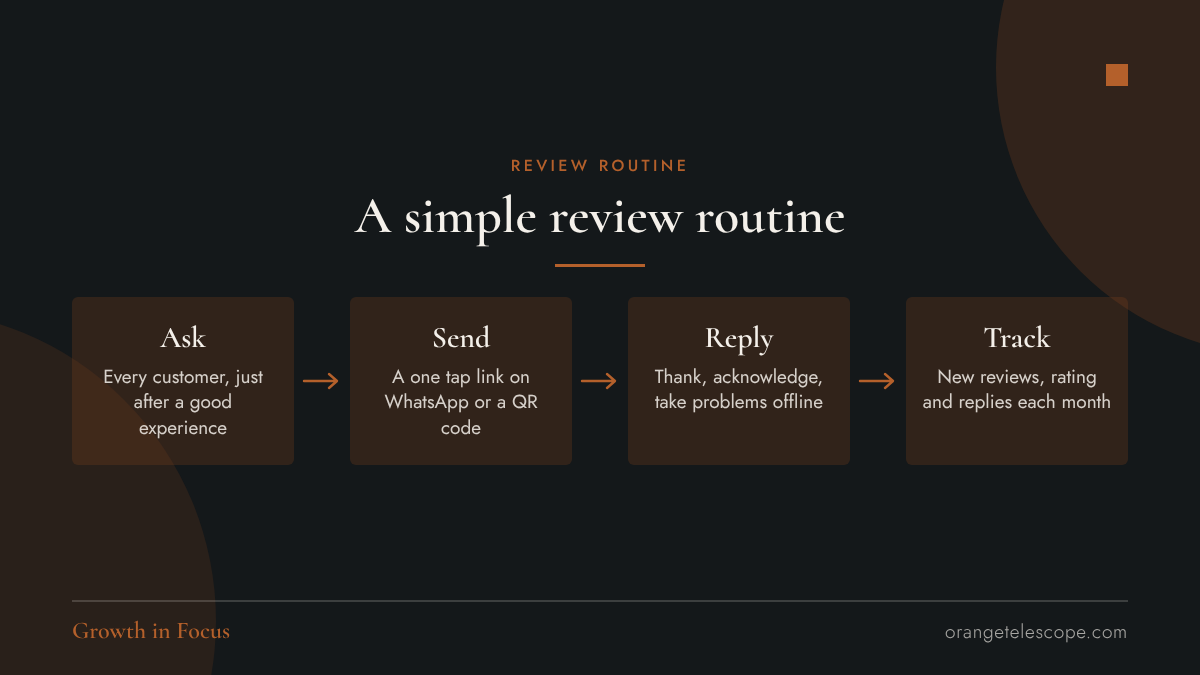 REVIEW ROUTINE
A simple review routine
Ask
Every customer, just
after a good
experience
Send
A one tap link on
WhatsApp or a QR
code
Reply
Thank, acknowledge,
take problems offline
Track
New reviews, rating
and replies each month
Growth in Focus
orangetelescope.com